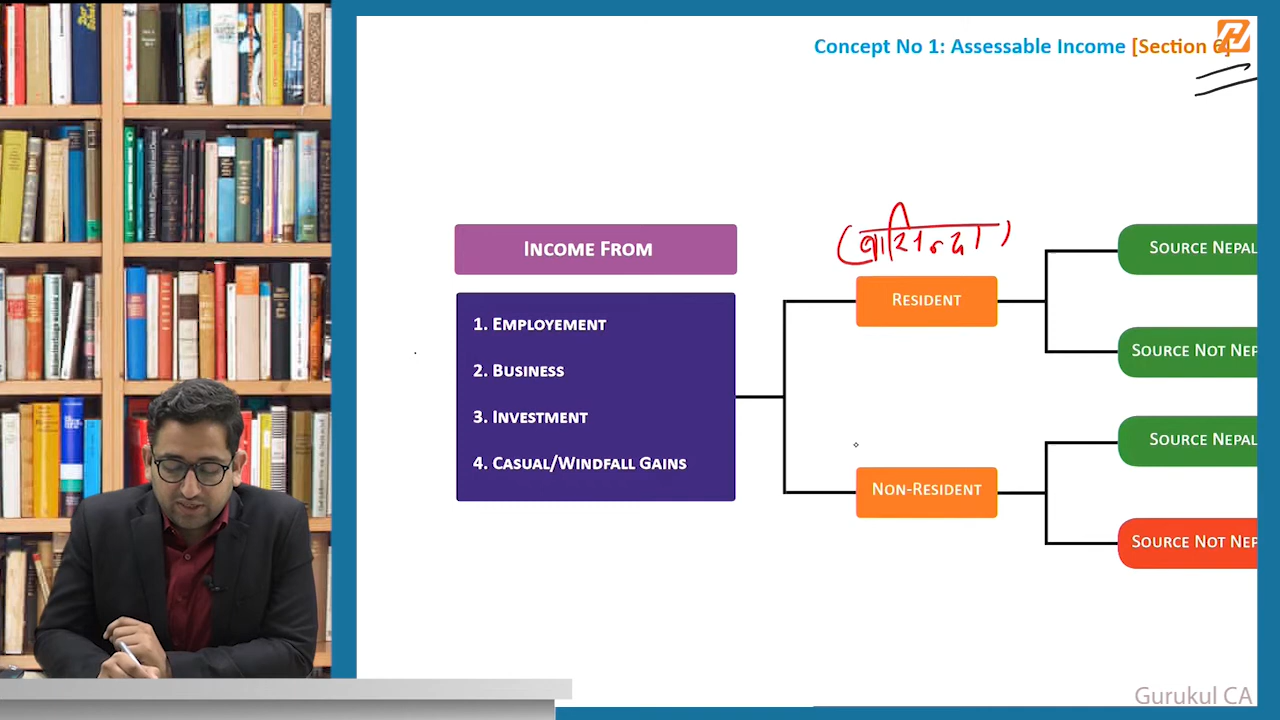 Concept No 1: Assessable Income [Section 6]
INCOME FROM
1. EMPLOYEMENT
2. BUSINESS
3. INVESTMENT
4. CASUAL/WINDFALL GAINS
(बासिन्दा)
RESIDENT
NON-RESIDENT
SOURCE NEPAL
SOURCE NOT NEP
SOURCE NEPAL
SOURCE NOT NEP
Gurukul CA